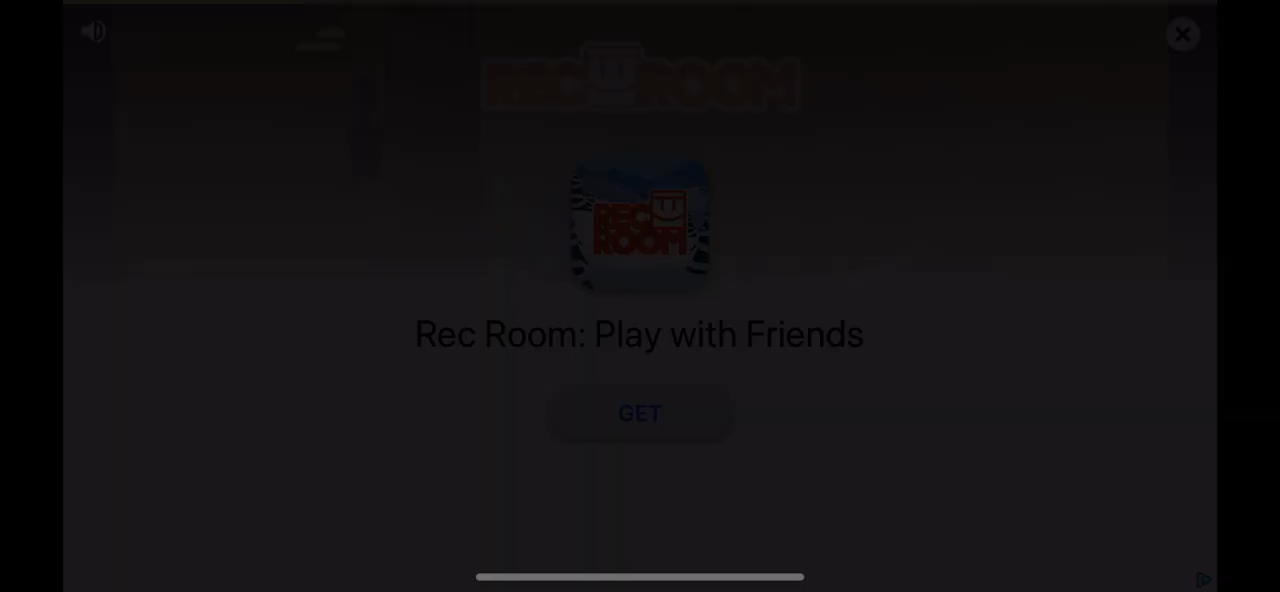 REC ROOM
REC
ROOM
Rec Room: Play with Friends
GET